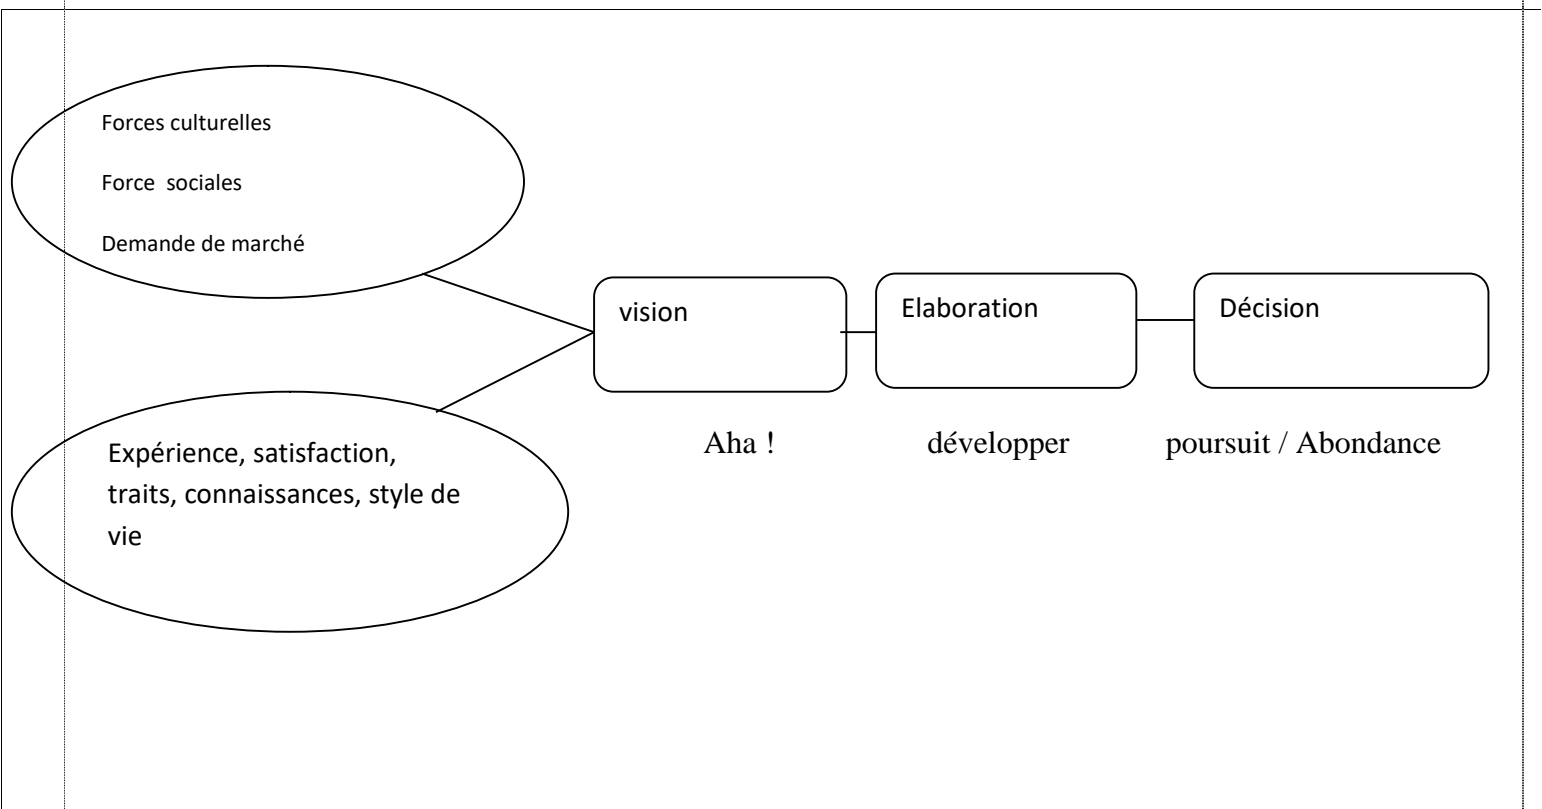 Forces culturelles
Force  sociales
Demande de marché
vision
Elaboration
Décision
Expérience, satisfaction,
traits, connaissances, style de
vie
Aha !
développer
poursuit / Abondance